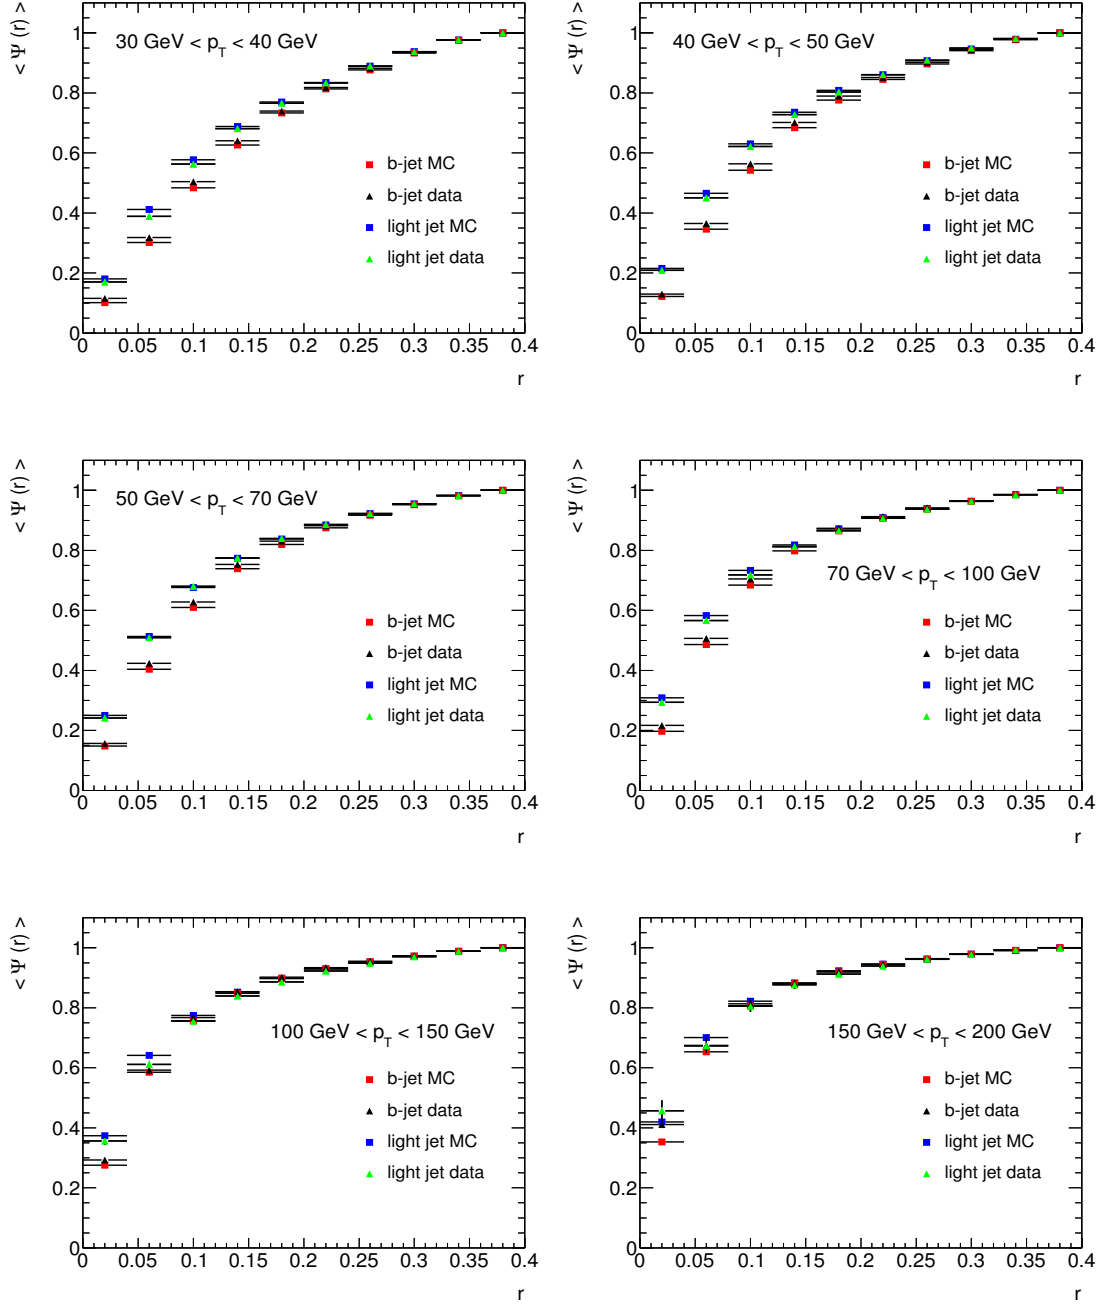 < Ψ (r) >
1
0.8
0.6
0.4
0.2
0
30 GeV < p_T < 40 GeV
b-jet MC
b-jet data
light jet MC
light jet data
0 0.05 0.1 0.15 0.2 0.25 0.3 0.35 0.4
r
< Ψ (r) >
1
0.8
0.6
0.4
0.2
0
40 GeV < p_T < 50 GeV
b-jet MC
b-jet data
light jet MC
light jet data
0 0.05 0.1 0.15 0.2 0.25 0.3 0.35 0.4
r
< Ψ (r) >
1
0.8
0.6
0.4
0.2
0
50 GeV < p_T < 70 GeV
b-jet MC
b-jet data
light jet MC
light jet data
0 0.05 0.1 0.15 0.2 0.25 0.3 0.35 0.4
r
< Ψ (r) >
1
0.8
0.6
0.4
0.2
0
70 GeV < p_T < 100 GeV
b-jet MC
b-jet data
light jet MC
light jet data
0 0.05 0.1 0.15 0.2 0.25 0.3 0.35 0.4
r
< Ψ (r) >
1
0.8
0.6
0.4
0.2
0
100 GeV < p_T < 150 GeV
b-jet MC
b-jet data
light jet MC
light jet data
0 0.05 0.1 0.15 0.2 0.25 0.3 0.35 0.4
r
< Ψ (r) >
1
0.8
0.6
0.4
0.2
0
150 GeV < p_T < 200 GeV
b-jet MC
b-jet data
light jet MC
light jet data
0 0.05 0.1 0.15 0.2 0.25 0.3 0.35 0.4
r